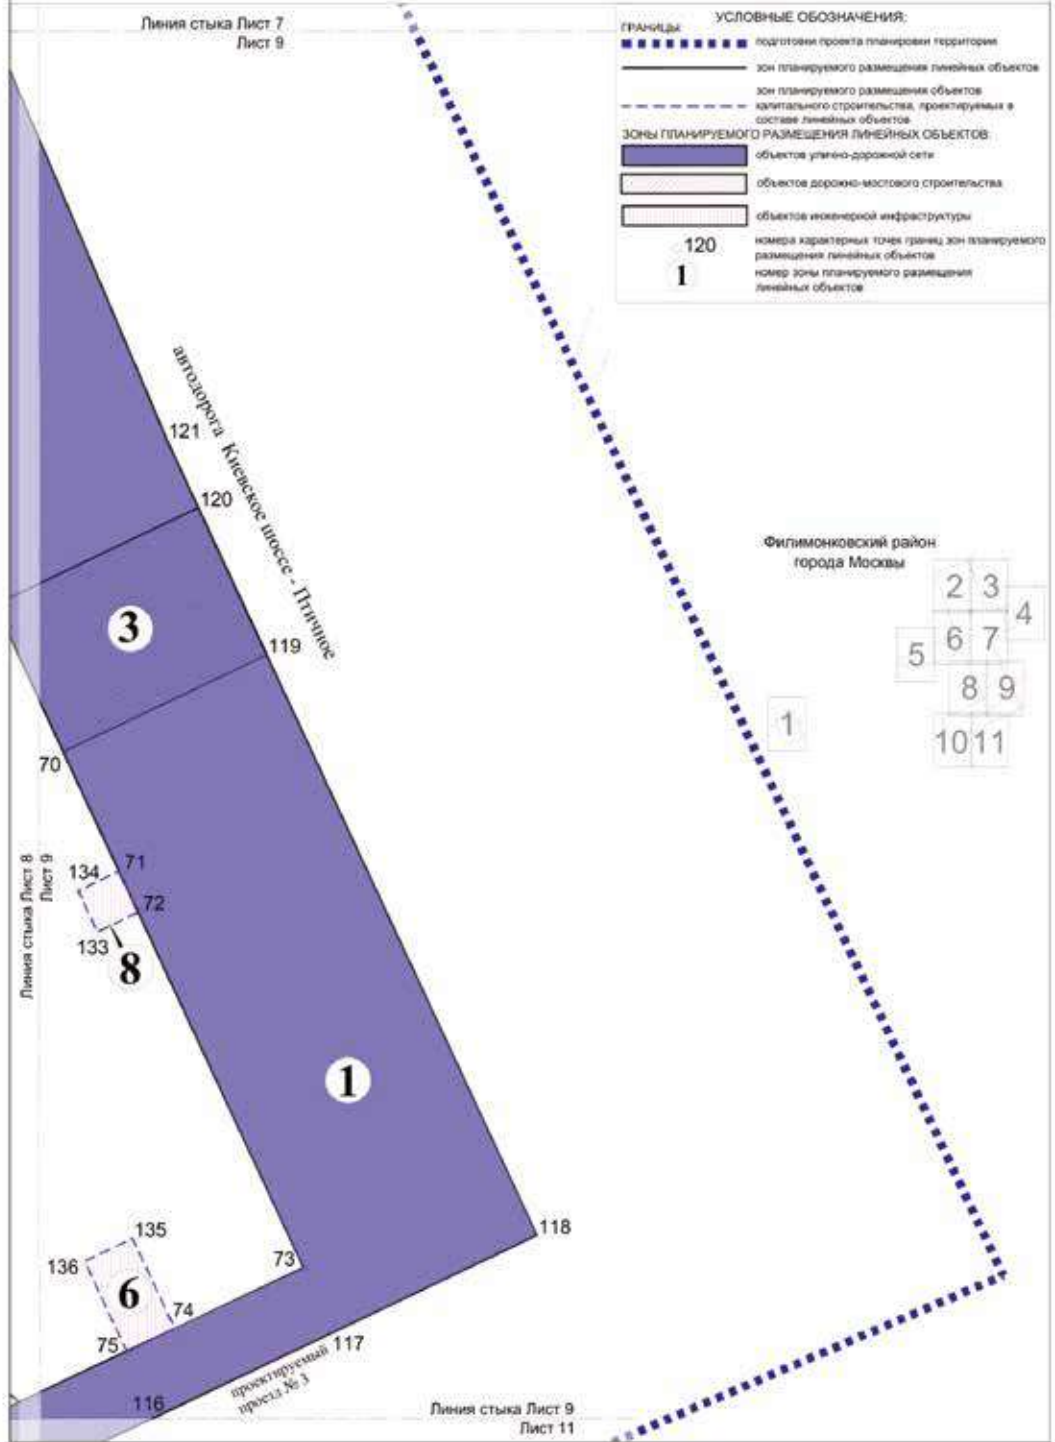 Линия стыка Лист 7
Лист 9
УСЛОВНЫЕ ОБОЗНАЧЕНИЯ:
ГРАНИЦЫ:
подготовки проекта планировки территории
зон планируемого размещения линейных объектов
зон планируемого размещения объектов
капитального строительства, проектируемых в
составе линейных объектов
ЗОНЫ ПЛАНИРУЕМОГО РАЗМЕЩЕНИЯ ЛИНЕЙНЫХ ОБЪЕКТОВ:
объектов улично-дорожной сети
объектов дорожно-мостового строительства
объектов инженерной инфраструктуры
120
номера характерных точек границ зон планируемого
размещения линейных объектов
1
номер зоны планируемого размещения
линейных объектов
автодорога Киевское шоссе - Птичное
121
120
Филимонковский район
города Москвы
2 3
4
3
119
5
6 7
8 9
1
10 11
70
Линия стыка Лист 8
Лист 9
71
134
72
133
8
1
118
135
136
73
6
74
75
117
проектируемый
проезд № 3
116
Линия стыка Лист 9
Лист 11